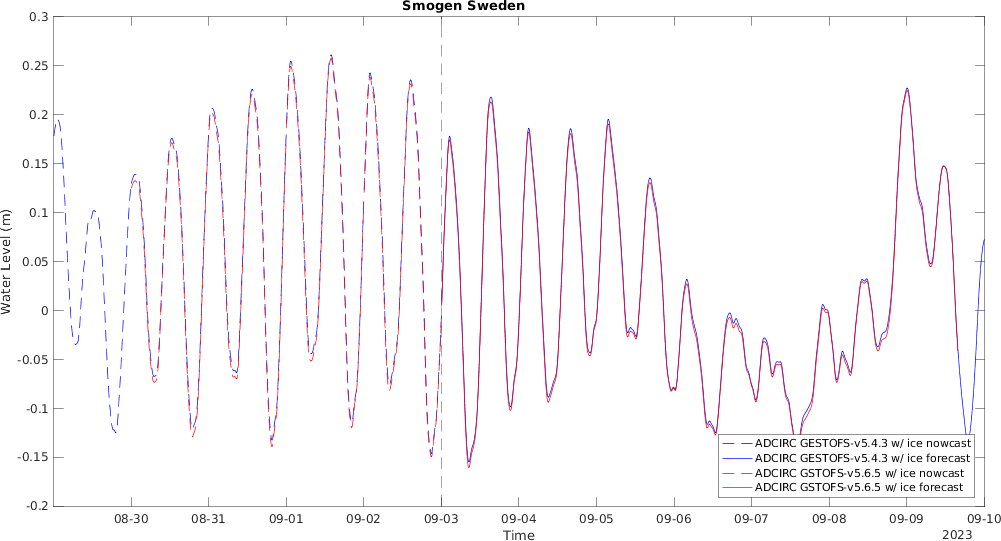 Smogen Sweden
0.3
0.25
0.2
0.15
0.1
0.05
0
-0.05
-0.1
-0.15
-0.2
Water Level (m)
ADCIRC GESTOFS-v5.4.3 w/ ice nowcast
ADCIRC GESTOFS-v5.4.3 w/ ice forecast
ADCIRC GSTOFS-v5.6.5 w/ ice nowcast
ADCIRC GSTOFS-v5.6.5 w/ ice forecast
08-30 08-31 09-01 09-02 09-03 09-04 09-05 09-06 09-07 09-08 09-09 09-10
Time
2023